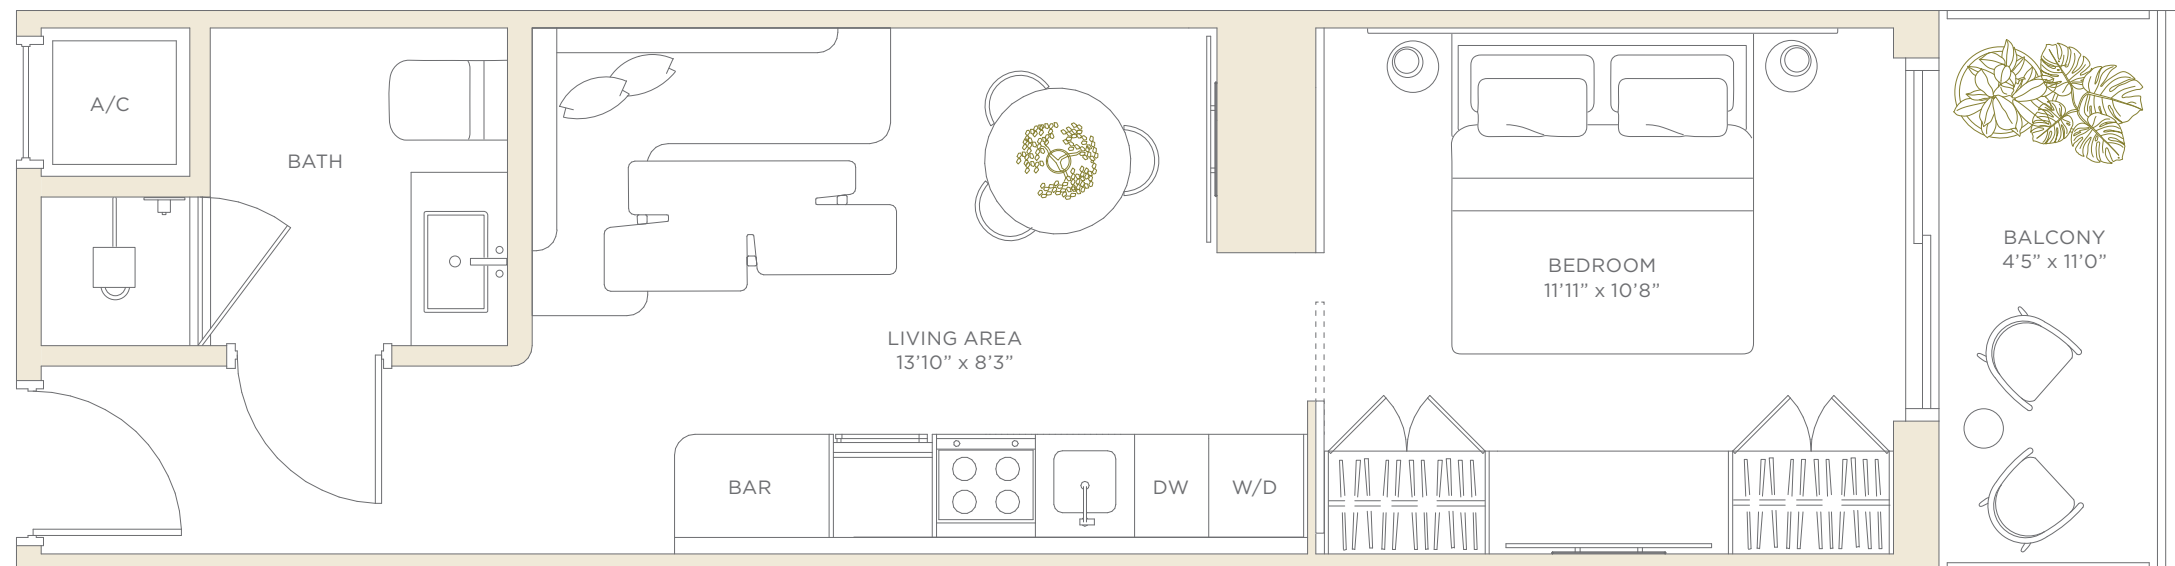 A/C
BATH
LIVING AREA
13’10” x 8’3”
BAR
DW
W/D
BEDROOM
11’11” x 10’8”
BALCONY
4’5” x 11’0”